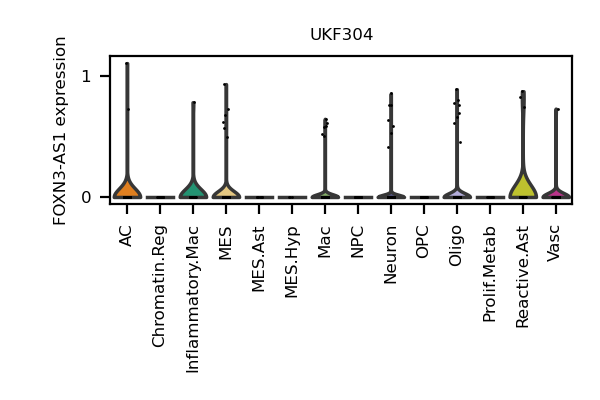 UKF304
FOXN3-AS1 expression
1
0
AC
Chromatin.Reg
Inflammatory.Mac
MES
MES.Ast
MES.Hyp
Mac
NPC
Neuron
OPC
Oligo
Prolif.Metab
Reactive.Ast
Vasc